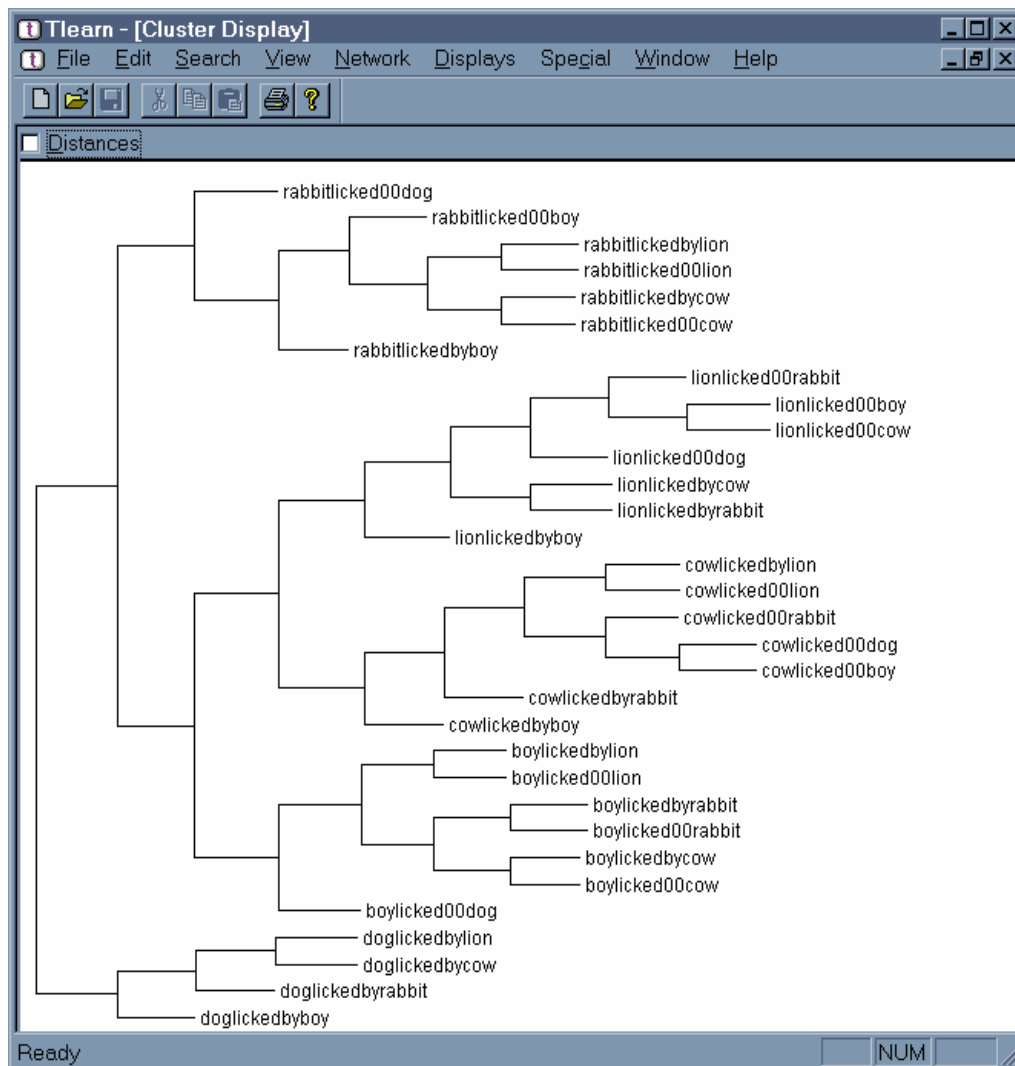 Tlearn - [Cluster Display]
File Edit Search View Network Displays Special Window Help
Distances
rabbitlicked00dog
rabbitlicked00boy
rabbitlickedbylion
rabbitlicked00lion
rabbitlickedbycow
rabbitlicked00cow
rabbitlickedbyboy
lionlicked00rabbit
lionlicked00boy
lionlicked00cow
lionlicked00dog
lionlickedbycow
lionlickedbyrabbit
lionlickedbyboy
cowlickedbylion
cowlicked00lion
cowlicked00rabbit
cowlicked00dog
cowlicked00boy
cowlickedbyrabbit
cowlickedbyboy
boylickedbylion
boylicked00lion
boylickedbyrabbit
boylicked00rabbit
boylickedbycow
boylicked00cow
boylicked00dog
doglickedbylion
doglickedbycow
doglickedbyrabbit
doglickedbyboy
Ready NUM